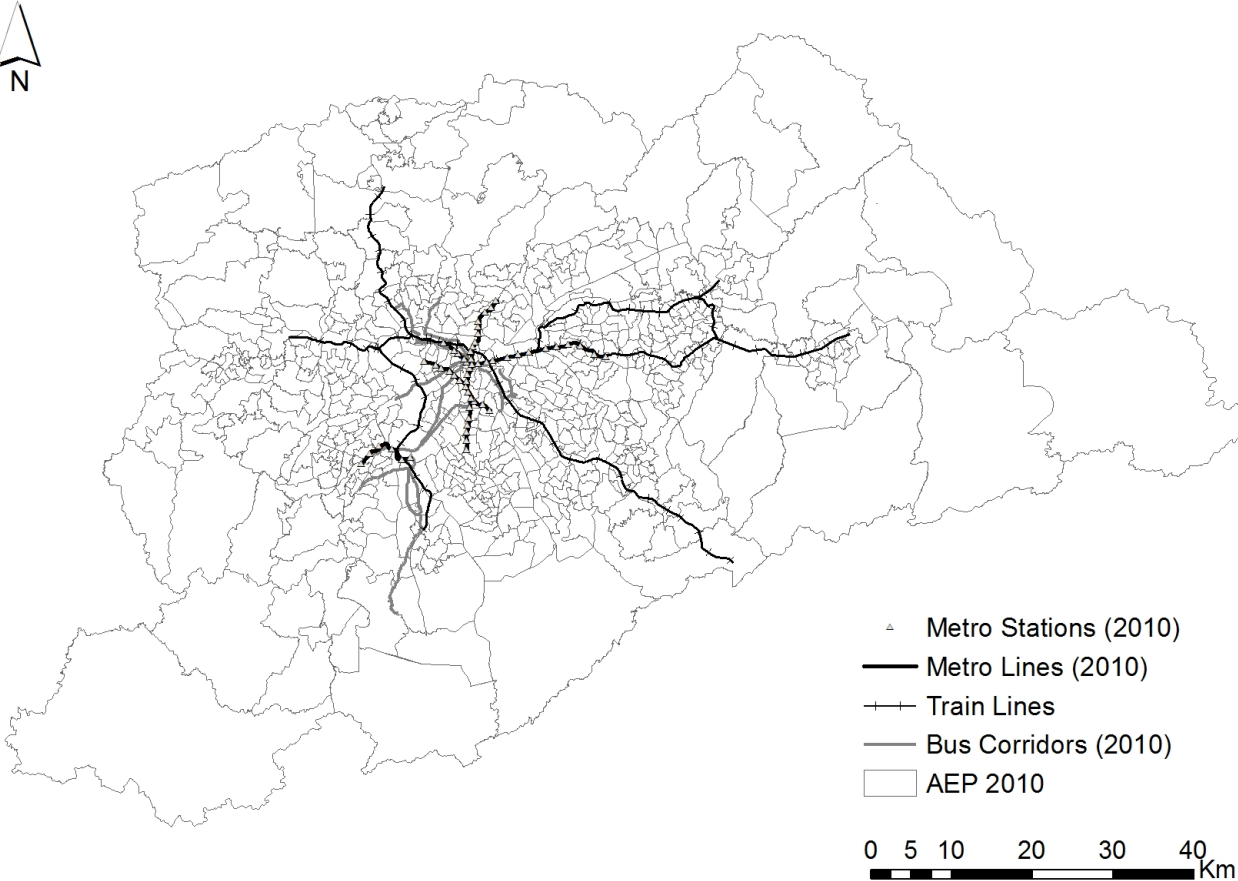 N
Metro Stations (2010)
Metro Lines (2010)
Train Lines
Bus Corridors (2010)
AEP 2010
0 5 10 20 30 40
Km